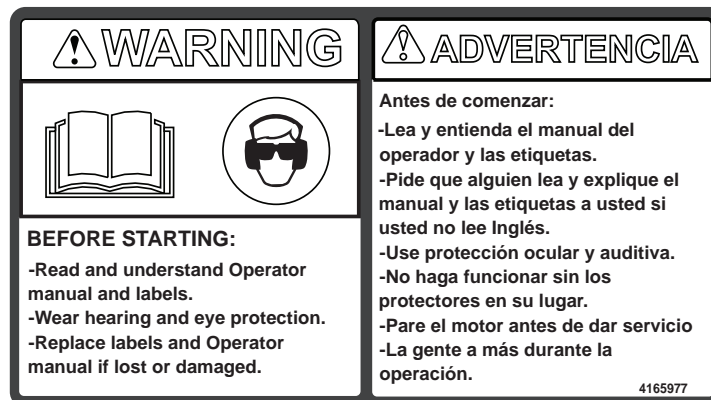 WARNING
BEFORE STARTING:
-Read and understand Operator
manual and labels.
-Wear hearing and eye protection.
-Replace labels and Operator
manual if lost or damaged.
ADVERTENCIA
Antes de comenzar:
-Lea y entienda el manual del
operador y las etiquetas.
-Pide que alguien lea y explique el
manual y las etiquetas a usted si
usted no lee Inglés.
-Use protección ocular y auditiva.
-No haga funcionar sin los
protectores en su lugar.
-Pare el motor antes de dar servicio
-La gente a más durante la
operación.
4165977